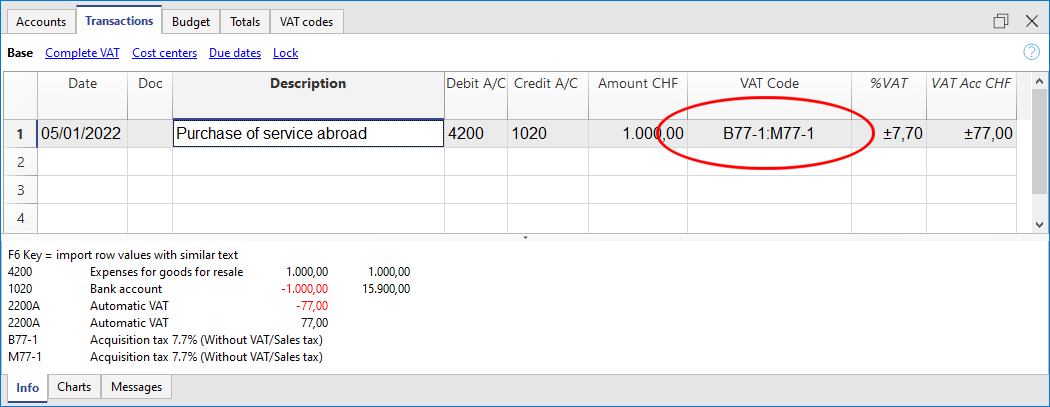 Accounts Transactions Budget Totals VAT codes
Base Complete VAT Cost centers Due dates Lock ?
Date Doc Description Debit A/C Credit A/C Amount CHF VAT Code %VAT VAT Acc CHF
1 05/01/2022 Purchase of service abroad 4200 1020 1.000,00 B77-1:M77-1 ±7,70 ±77,00
2
3
4
F6 Key = import row values with similar text
4200 Expenses for goods for resale 1.000,00 1.000,00
1020 Bank account -1.000,00 15.900,00
2200A Automatic VAT -77,00
2200A Automatic VAT 77,00
B77-1 Acquisition tax 7.7% (Without VAT/Sales tax)
M77-1 Acquisition tax 7.7% (Without VAT/Sales tax)
Info Charts Messages